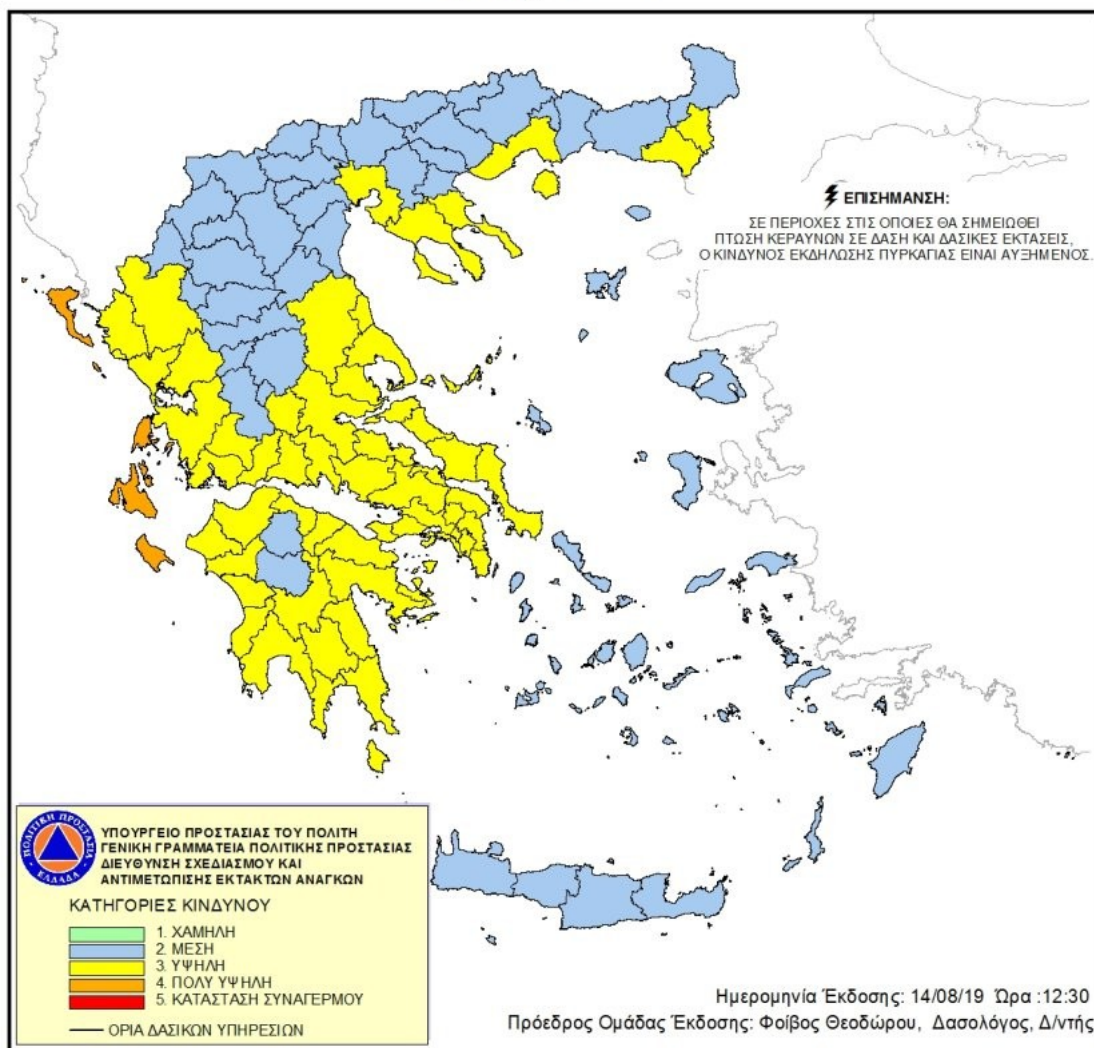 ΕΠΙΣΗΜΑΝΣΗ:
ΣΕ ΠΕΡΙΟΧΕΣ ΣΤΙΣ ΟΠΟΙΕΣ ΘΑ ΣΗΜΕΙΩΘΕΙ
ΠΤΩΣΗ ΚΕΡΑΥΝΩΝ ΣΕ ΔΑΣΗ ΚΑΙ ΔΑΣΙΚΕΣ ΕΚΤΑΣΕΙΣ,
Ο ΚΙΝΔΥΝΟΣ ΕΚΔΗΛΩΣΗΣ ΠΥΡΚΑΓΙΑΣ ΕΙΝΑΙ ΑΥΞΗΜΕΝΟΣ.
ΠΟΛΙΤΙΚΗ ΠΡΟΣΤΑΣΙΑ
ΕΛΛΑΔΑ
ΥΠΟΥΡΓΕΙΟ ΠΡΟΣΤΑΣΙΑΣ ΤΟΥ ΠΟΛΙΤΗ
ΓΕΝΙΚΗ ΓΡΑΜΜΑΤΕΙΑ ΠΟΛΙΤΙΚΗΣ ΠΡΟΣΤΑΣΙΑΣ
ΔΙΕΥΘΥΝΣΗ ΣΧΕΔΙΑΣΜΟΥ ΚΑΙ
ΑΝΤΙΜΕΤΩΠΙΣΗΣ ΕΚΤΑΚΤΩΝ ΑΝΑΓΚΩΝ
ΚΑΤΗΓΟΡΙΕΣ ΚΙΝΔΥΝΟΥ
1. ΧΑΜΗΛΗ
2. ΜΕΣΗ
3. ΥΨΗΛΗ
4. ΠΟΛΥ ΥΨΗΛΗ
5. ΚΑΤΑΣΤΑΣΗ ΣΥΝΑΓΕΡΜΟΥ
ΟΡΙΑ ΔΑΣΙΚΩΝ ΥΠΗΡΕΣΙΩΝ
Ημερομηνία Έκδοσης: 14/08/19 Ώρα :12:30
Πρόεδρος Ομάδας Έκδοσης: Φοίβος Θεοδώρου, Δασολόγος, Δ/ντής